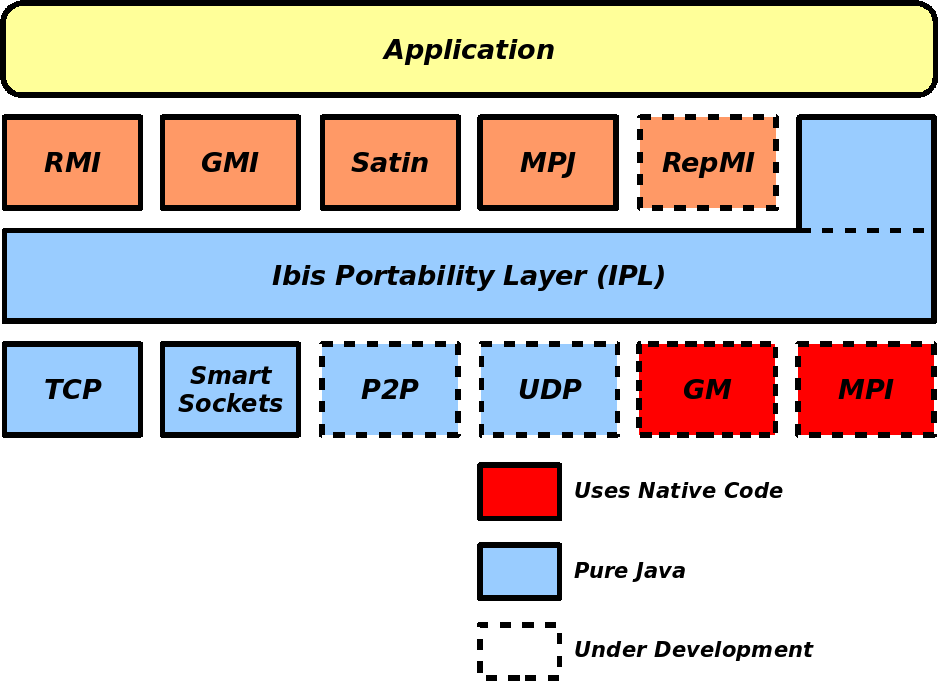 Application
RMI
GMI
Satin
MPJ
RepMI
Ibis Portability Layer (IPL)
TCP
Smart
Sockets
P2P
UDP
GM
MPI
Uses Native Code
Pure Java
Under Development